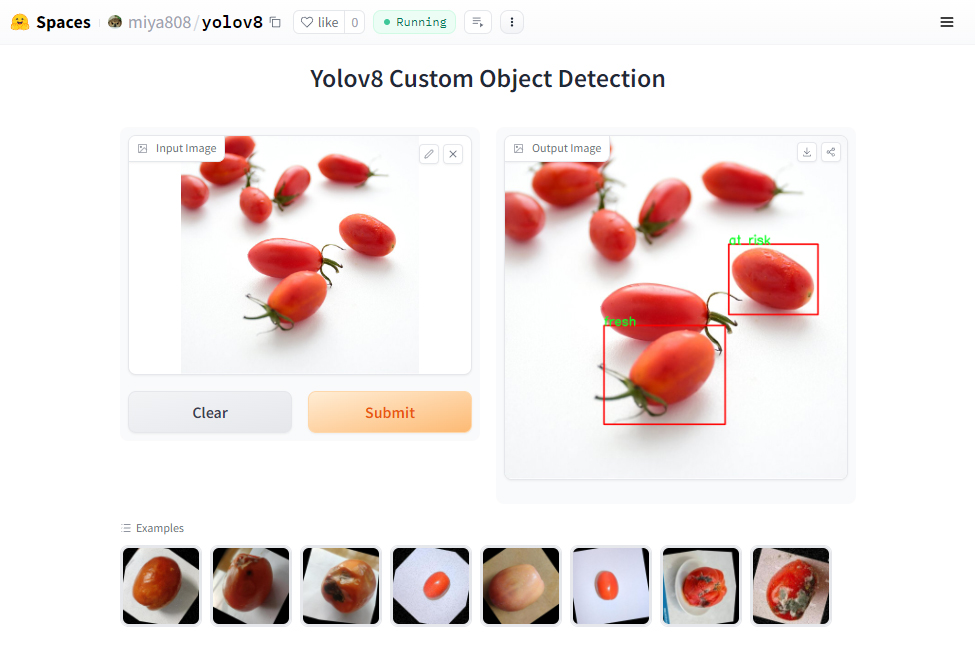 Spaces miya808/yolov8 like 0 Running
Yolov8 Custom Object Detection
Input Image
Output Image
at_risk
fresh
Clear
Submit
Examples